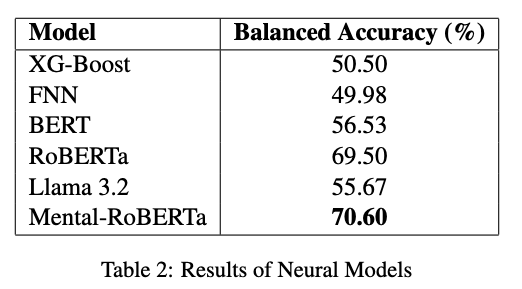 Model Balanced Accuracy (%)
XG-Boost 50.50
FNN 49.98
BERT 56.53
RoBERTa 69.50
Llama 3.2 55.67
Mental-RoBERTa 70.60
Table 2: Results of Neural Models